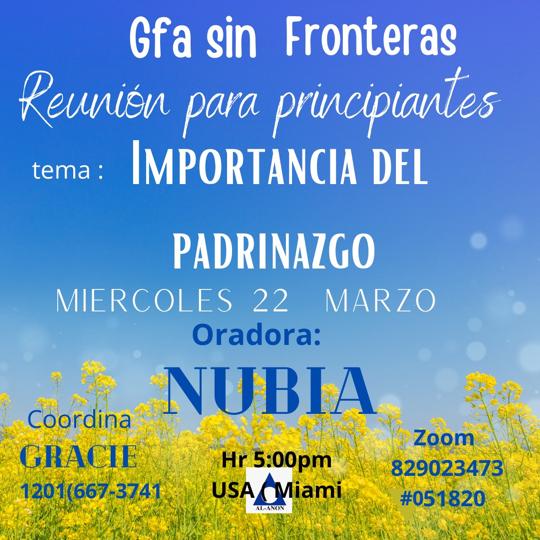 Gfa sin Fronteras
Reunión para principiantes
tema : IMPORTANCIA DEL
PADRINAZGO
MIERCOLES 22 MARZO
Oradora:
NUBIA
Coordina
GRACIE
1201(667-3741
Hr 5:00pm
USA Miami
AL-ANON
Zoom
829023473
#051820